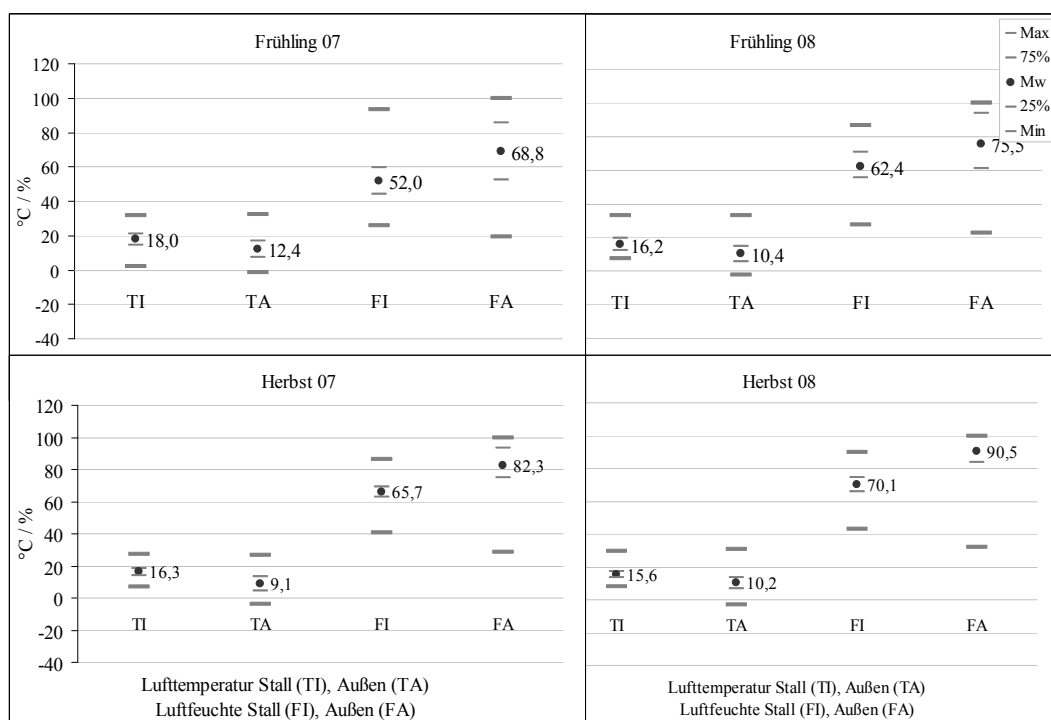 Frühling 07
120
100
80
60
40
20
0
-20
-40
°C / %
18,0
12,4
52,0
68,8
TI TA FI FA
Frühling 08
Max
75%
Mw
25%
Min
16,2
10,4
62,4
75,5
TI TA FI FA
Herbst 07
120
100
80
60
40
20
0
-20
-40
°C / %
16,3
9,1
65,7
82,3
TI TA FI FA
Lufttemperatur Stall (TI), Außen (TA)
Luftfeuchte Stall (FI), Außen (FA)
Herbst 08
15,6
10,2
70,1
90,5
TI TA FI FA
Lufttemperatur Stall (TI), Außen (TA)
Luftfeuchte Stall (FI), Außen (FA)